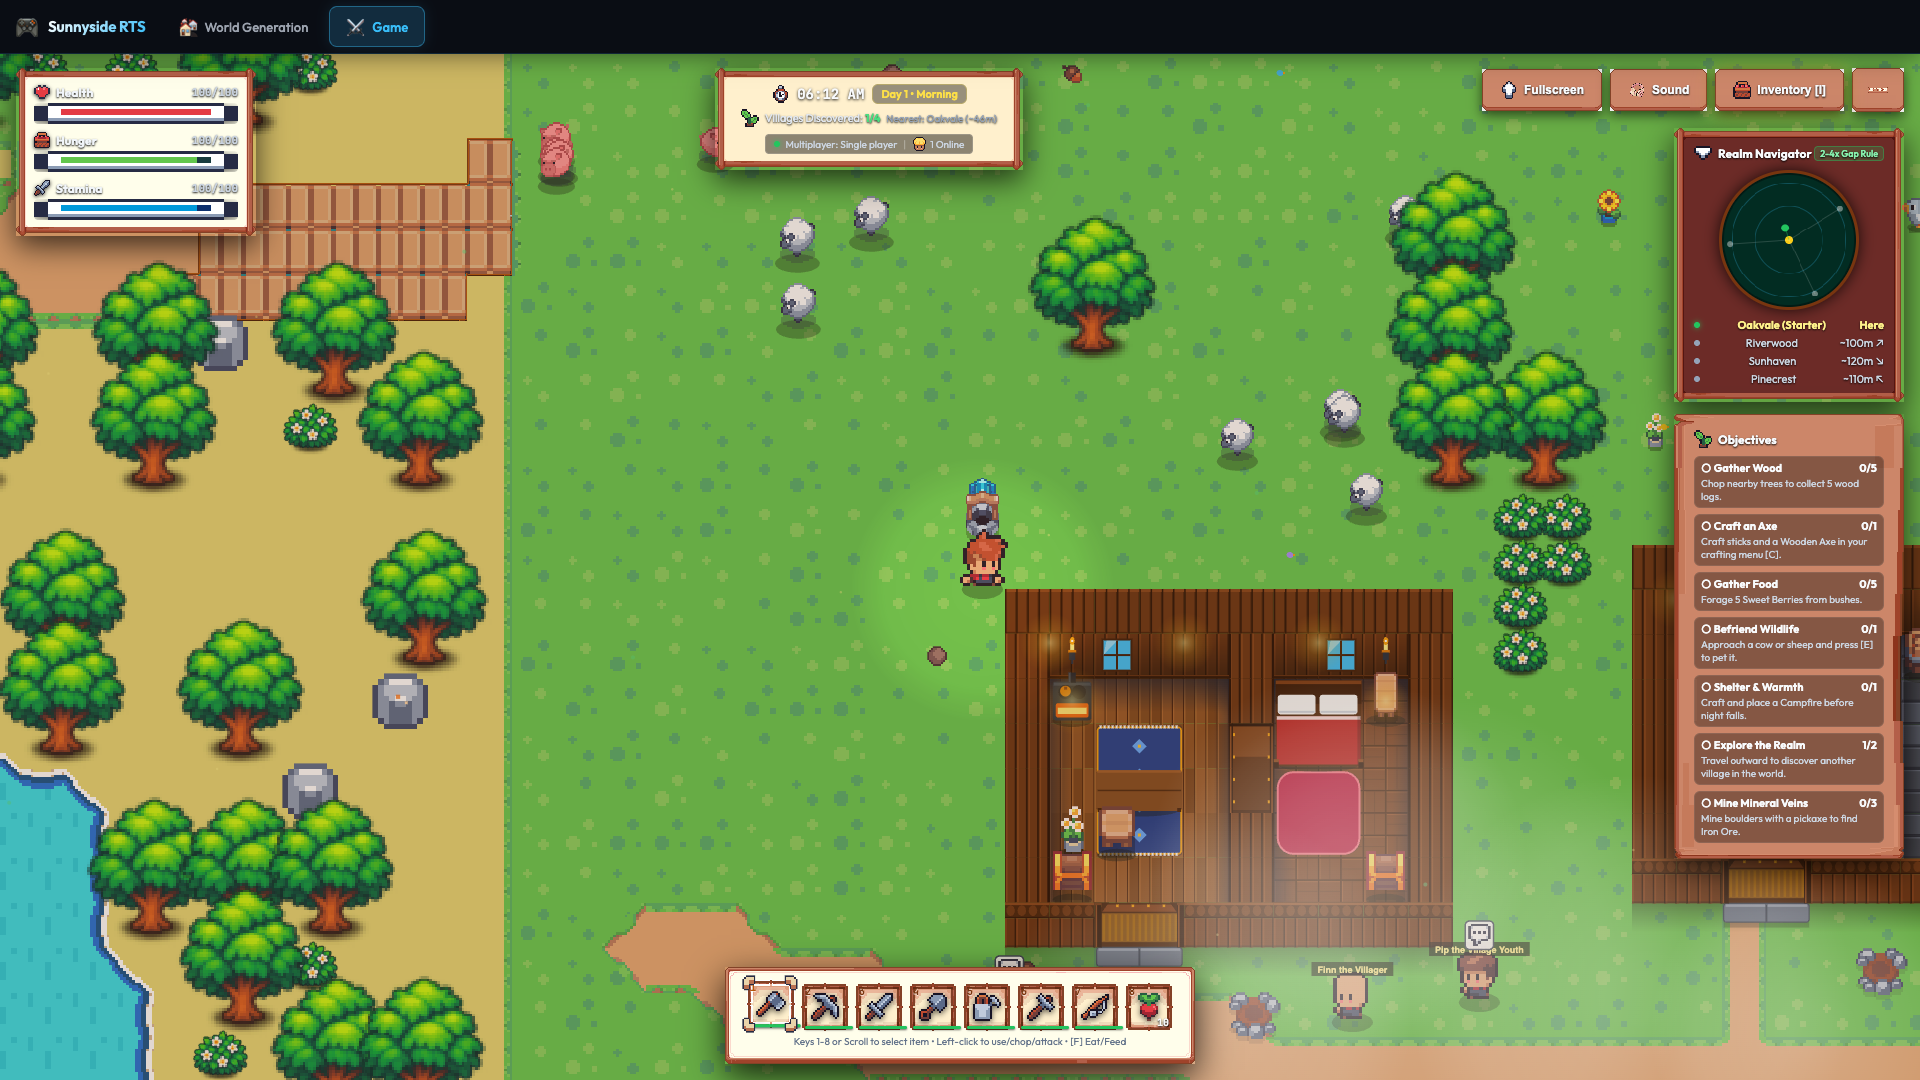 Sunnyside RTS
World Generation
Game
Health 100/100
Hunger 100/100
Stamina 100/100
06:12 AM Day 1 • Morning
Villages Discovered: 1/4 Nearest: Oakvale (~46m)
Multiplayer: Single player | 1 Online
Fullscreen
Sound
Inventory [I]
Realm Navigator 2-4x Gap Rule
Oakvale (Starter) Here
Riverwood ~100m ↗
Sunhaven ~120m ↘
Pinecrest ~110m ↖
Objectives
Gather Wood 0/5
Chop nearby trees to collect 5 wood
logs.
Craft an Axe 0/1
Craft sticks and a Wooden Axe in your
crafting menu [C].
Gather Food 0/5
Forage 5 Sweet Berries from bushes.
Befriend Wildlife 0/1
Approach a cow or sheep and press [E]
to pet it.
Shelter & Warmth 0/1
Craft and place a Campfire before
night falls.
Explore the Realm 1/2
Travel outward to discover another
village in the world.
Mine Mineral Veins 0/3
Mine boulders with a pickaxe to find
Iron Ore.
Pip the Village Youth
Finn the Villager
10
Keys 1-8 or Scroll to select item • Left-click to use/chop/attack • [F] Eat/Feed